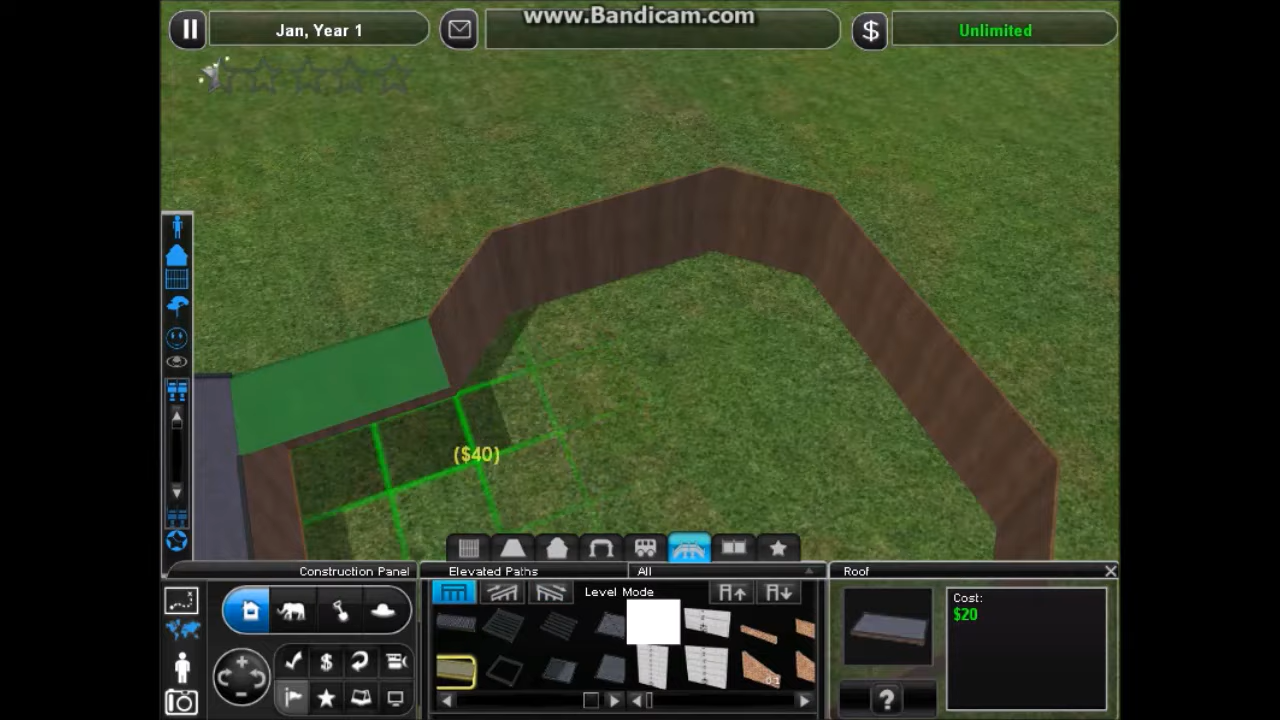 www.Bandicam.com
Jan, Year 1
$
Unlimited
($40)
Construction Panel
Elevated Paths
All
Roof
Level Mode
Cost:
$20
$
?